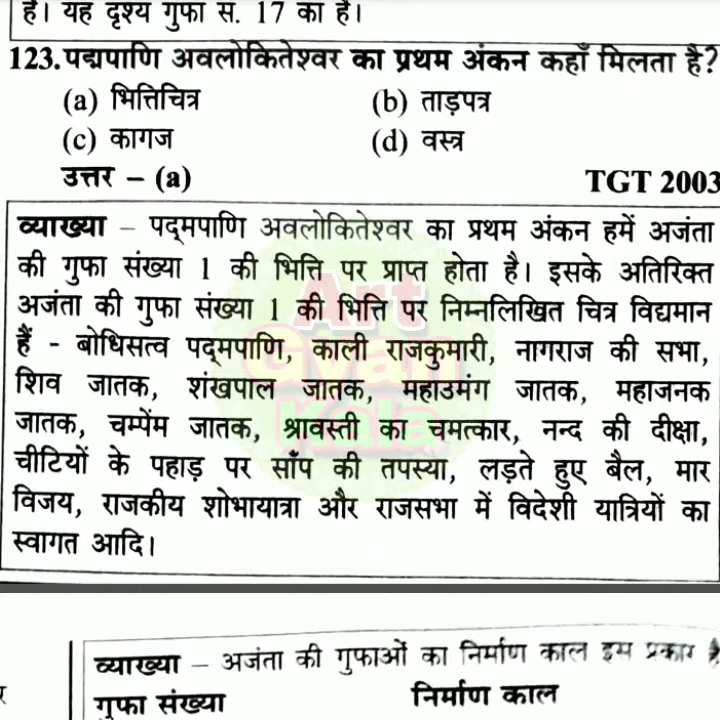 है। यह दृश्य गुफा सं. 17 का है।
123. पद्मपाणि अवलोकितेश्वर का प्रथम अंकन कहाँ मिलता है?
(a) भित्तिचित्र (b) ताड़पत्र
(c) कागज (d) वस्त्र
उत्तर – (a) TGT 2003
व्याख्या – पद्मपाणि अवलोकितेश्वर का प्रथम अंकन हमें अजंता
की गुफा संख्या 1 की भित्ति पर प्राप्त होता है। इसके अतिरिक्त
अजंता की गुफा संख्या 1 की भित्ति पर निम्नलिखित चित्र विद्यमान
हैं - बोधिसत्व पद्मपाणि, काली राजकुमारी, नागराज की सभा,
शिव जातक, शंखपाल जातक, महाउमंग जातक, महाजनक
जातक, चम्पेंम जातक, श्रावस्ती का चमत्कार, नन्द की दीक्षा,
चीटियों के पहाड़ पर साँप की तपस्या, लड़ते हुए बैल, मार
विजय, राजकीय शोभायात्रा और राजसभा में विदेशी यात्रियों का
स्वागत आदि।
Art
Gyan
Kala
व्याख्या – अजंता की गुफाओं का निर्माण काल इस प्रकार है
गुफा संख्या निर्माण काल